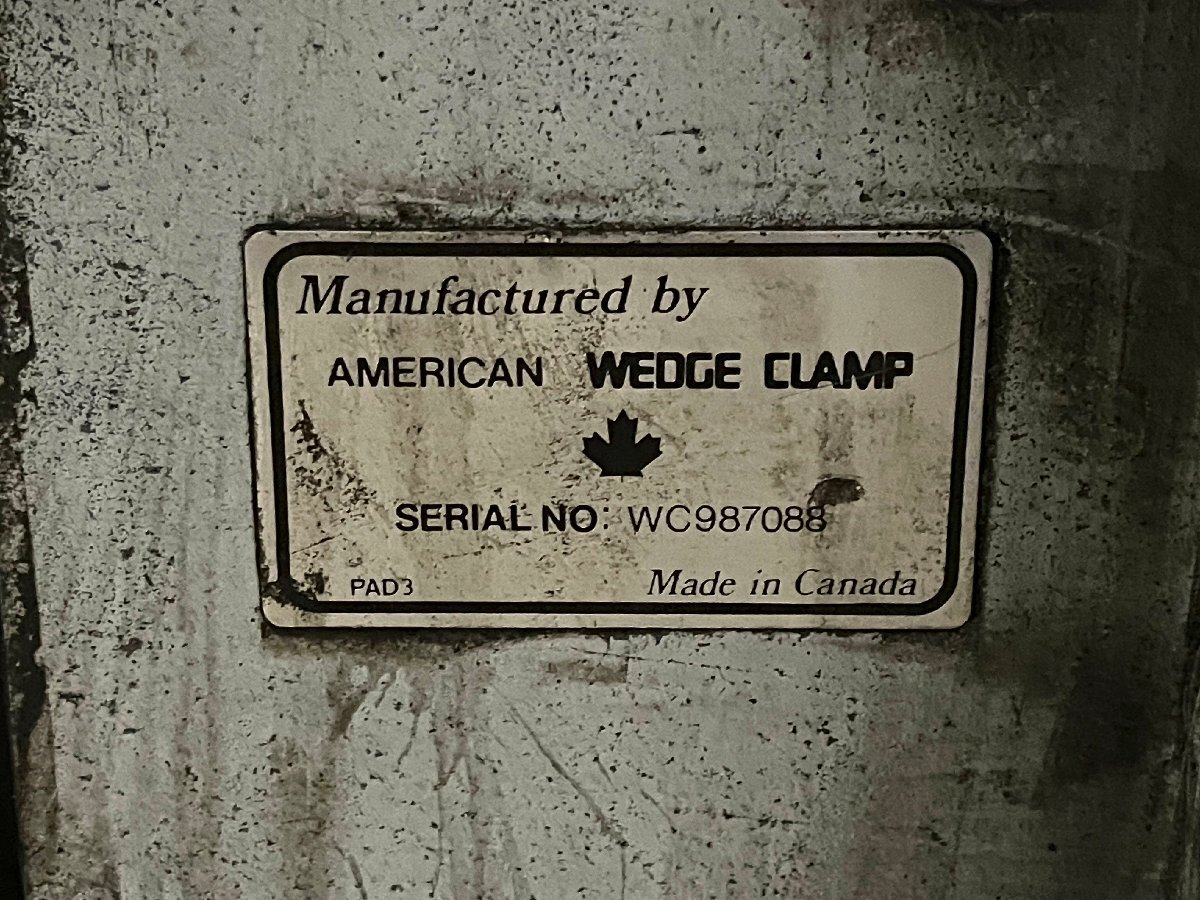 Manufactured by
AMERICAN WEDGE CLAMP
SERIAL NO: WC987088
PAD3
Made in Canada